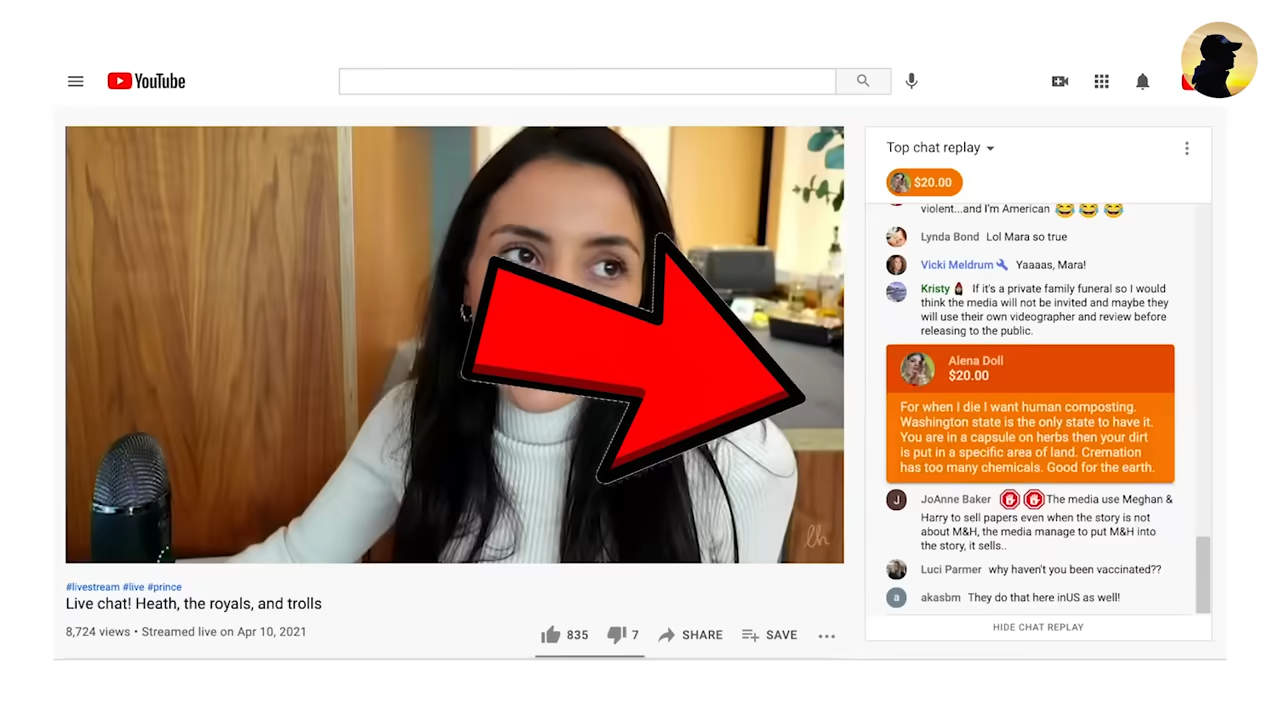 YouTube
Top chat replay
$20.00
violent...and I'm American 😂 😂 😂
Lynda Bond Lol Mara so true
Vicki Meldrum Yaaaas, Mara!
Kristy If it's a private family funeral so I would
think the media will not be invited and maybe they
will use their own videographer and review before
releasing to the public.
Alena Doll
$20.00
For when I die I want human composting.
Washington state is the only state to have it.
You are in a capsule on herbs then your dirt
is put in a specific area of land. Cremation
has too many chemicals. Good for the earth.
J JoAnne Baker The media use Meghan &
Harry to sell papers even when the story is not
about M&H, the media manage to put M&H into
the story, it sells..
Luci Parmer why haven't you been vaccinated??
a akasbm They do that here inUS as well!
HIDE CHAT REPLAY
lh
#livestream #live #prince
Live chat! Heath, the royals, and trolls
8,724 views • Streamed live on Apr 10, 2021
835 7 SHARE SAVE